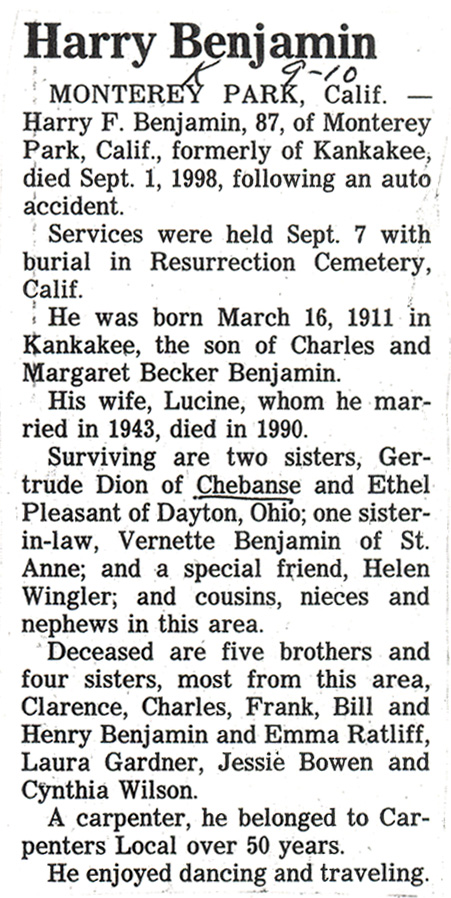 Harry Benjamin
K 9-10
MONTEREY PARK, Calif. —
Harry F. Benjamin, 87, of Monterey
Park, Calif., formerly of Kankakee,
died Sept. 1, 1998, following an auto
accident.
Services were held Sept. 7 with
burial in Resurrection Cemetery,
Calif.
He was born March 16, 1911 in
Kankakee, the son of Charles and
Margaret Becker Benjamin.
His wife, Lucine, whom he mar-
ried in 1943, died in 1990.
Surviving are two sisters, Ger-
trude Dion of Chebanse and Ethel
Pleasant of Dayton, Ohio; one sister-
in-law, Vernette Benjamin of St.
Anne; and a special friend, Helen
Wingler; and cousins, nieces and
nephews in this area.
Deceased are five brothers and
four sisters, most from this area,
Clarence, Charles, Frank, Bill and
Henry Benjamin and Emma Ratliff,
Laura Gardner, Jessie Bowen and
Cynthia Wilson.
A carpenter, he belonged to Car-
penters Local over 50 years.
He enjoyed dancing and traveling.